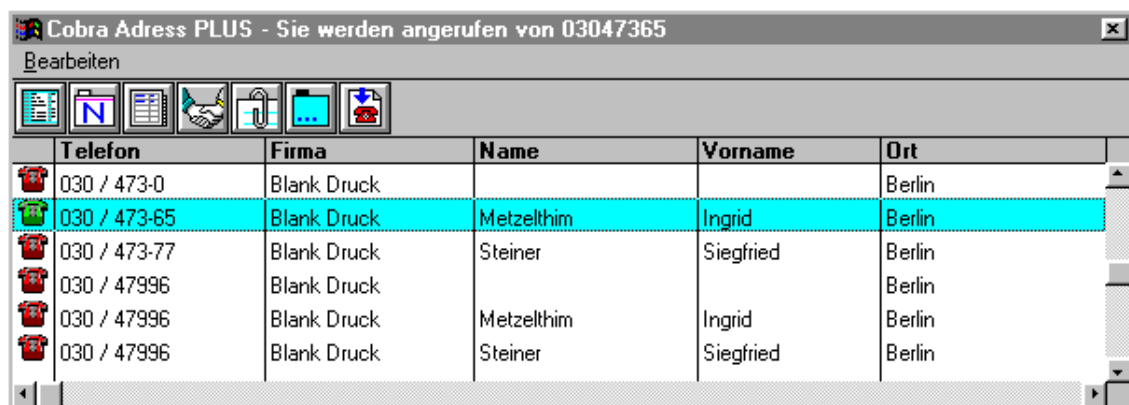 Cobra Adress PLUS - Sie werden angerufen von 03047365
Bearbeiten
N ...
Telefon Firma Name Vorname Ort
030 / 473-0 Blank Druck Berlin
030 / 473-65 Blank Druck Metzelthim Ingrid Berlin
030 / 473-77 Blank Druck Steiner Siegfried Berlin
030 / 47996 Blank Druck Berlin
030 / 47996 Blank Druck Metzelthim Ingrid Berlin
030 / 47996 Blank Druck Steiner Siegfried Berlin